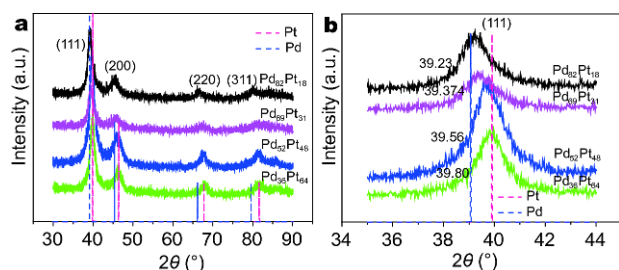 a
Intensity (a.u.)
(111)
(200)
(220)
(311)
Pt
Pd
Pd82Pt18
Pd69Pt31
Pd52Pt48
Pd36Pt64
30 40 50 60 70 80 90
2θ (°)
b
Intensity (a.u.)
(111)
39.23
39.374
39.56
39.80
Pd82Pt18
Pd69Pt31
Pd52Pt48
Pd36Pt64
Pt
Pd
34 36 38 40 42 44
2θ (°)